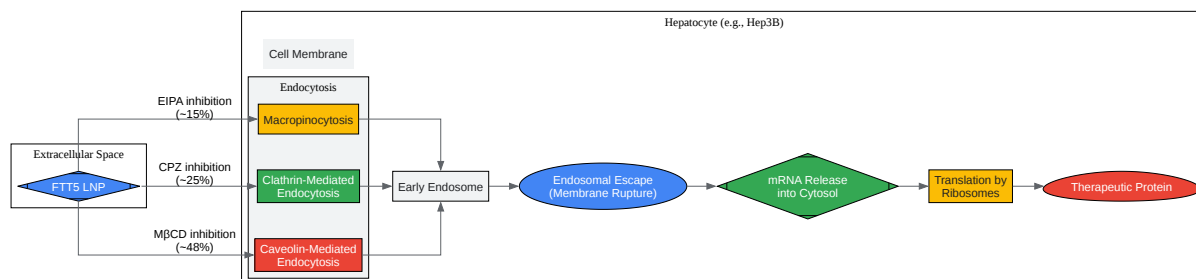 Hepatocyte (e.g., Hep3B)
Cell Membrane
Endocytosis
EIPA inhibition
(~15%)
Macropinocytosis
Extracellular Space
FTT5 LNP
CPZ inhibition
(~25%)
Clathrin-Mediated
Endocytosis
Early Endosome
Endosomal Escape
(Membrane Rupture)
mRNA Release
into Cytosol
Translation by
Ribosomes
Therapeutic Protein
MβCD inhibition
(~48%)
Caveolin-Mediated
Endocytosis